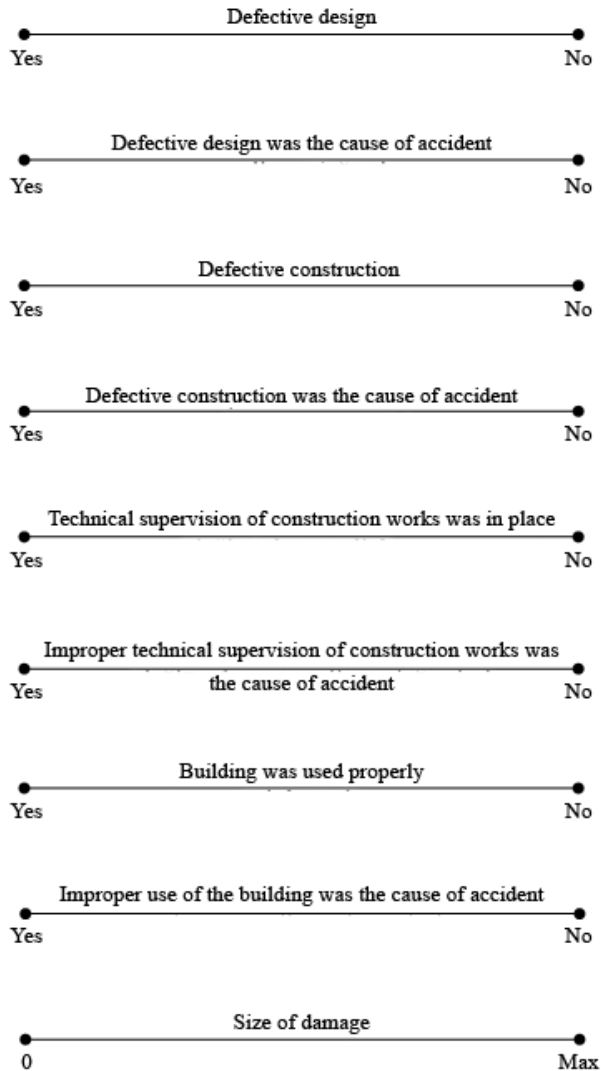 Defective design
Yes No
Defective design was the cause of accident
Yes No
Defective construction
Yes No
Defective construction was the cause of accident
Yes No
Technical supervision of construction works was in place
Yes No
Improper technical supervision of construction works was
the cause of accident
Yes No
Building was used properly
Yes No
Improper use of the building was the cause of accident
Yes No
Size of damage
0 Max